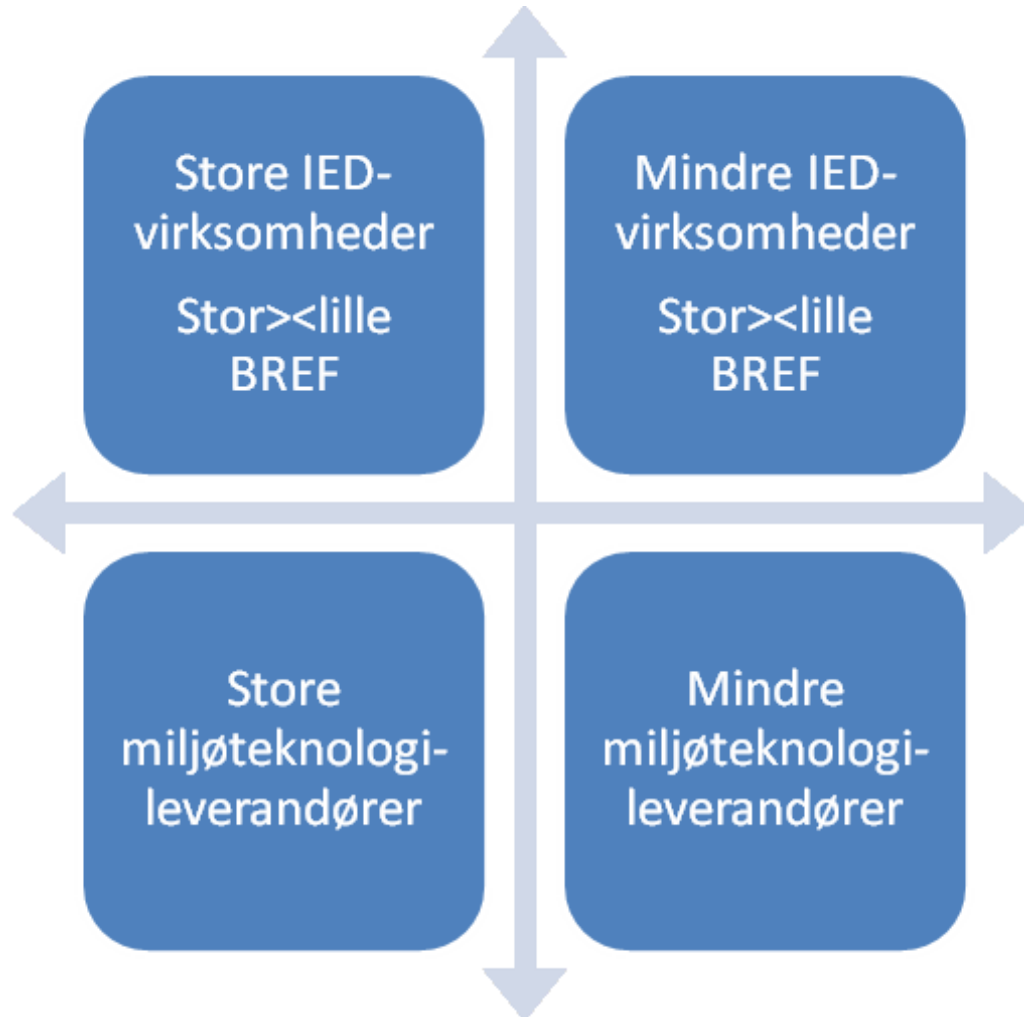 Store IED-
virksomheder
Stor><lille
BREF
Mindre IED-
virksomheder
Stor><lille
BREF
Store
miljøteknologi-
leverandører
Mindre
miljøteknologi-
leverandører